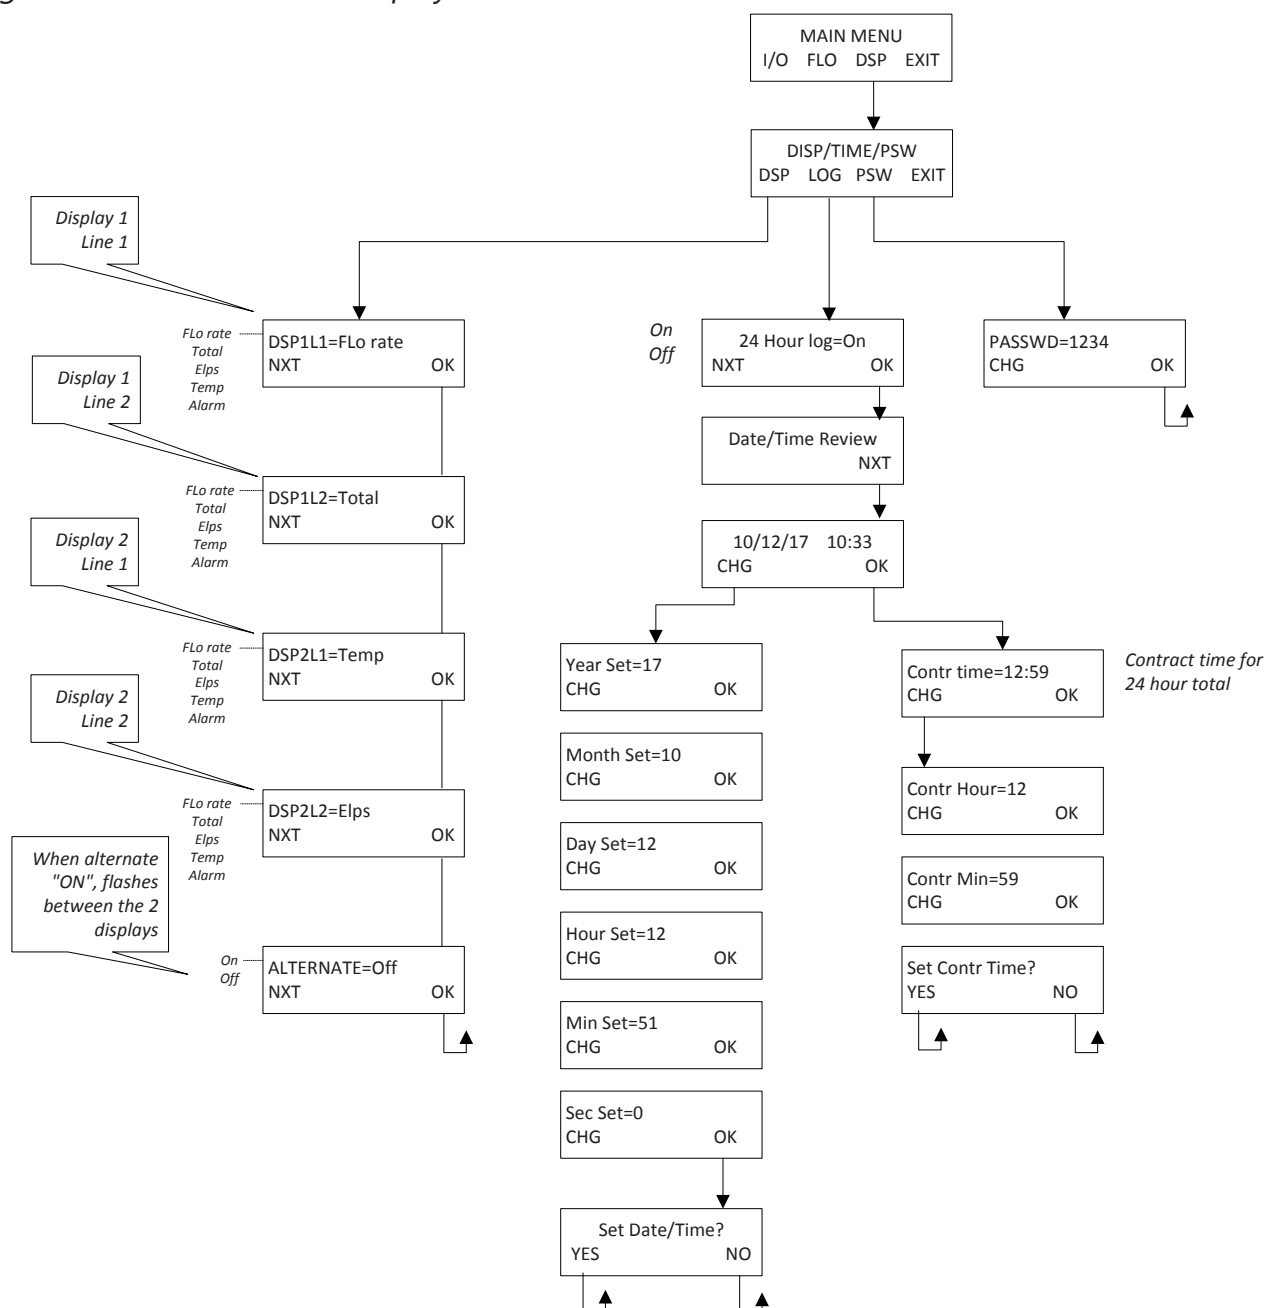 MAIN MENU
I/O FLO DSP EXIT
DISP/TIME/PSW
DSP LOG PSW EXIT
Display 1
Line 1
FLo rate
Total
Elps
Temp
Alarm
DSP1L1=FLo rate
NXT OK
Display 1
Line 2
FLo rate
Total
Elps
Temp
Alarm
DSP1L2=Total
NXT OK
Display 2
Line 1
FLo rate
Total
Elps
Temp
Alarm
DSP2L1=Temp
NXT OK
Display 2
Line 2
FLo rate
Total
Elps
Temp
Alarm
DSP2L2=Elps
NXT OK
When alternate
"ON", flashes
between the 2
displays
On
Off
ALTERNATE=Off
NXT OK
On
Off
24 Hour log=On
NXT OK
Date/Time Review
NXT
10/12/17 10:33
CHG OK
Year Set=17
CHG OK
Month Set=10
CHG OK
Day Set=12
CHG OK
Hour Set=12
CHG OK
Min Set=51
CHG OK
Sec Set=0
CHG OK
Set Date/Time?
YES NO
Contr time=12:59
CHG OK
Contract time for
24 hour total
Contr Hour=12
CHG OK
Contr Min=59
CHG OK
Set Contr Time?
YES NO
PASSWD=1234
CHG OK